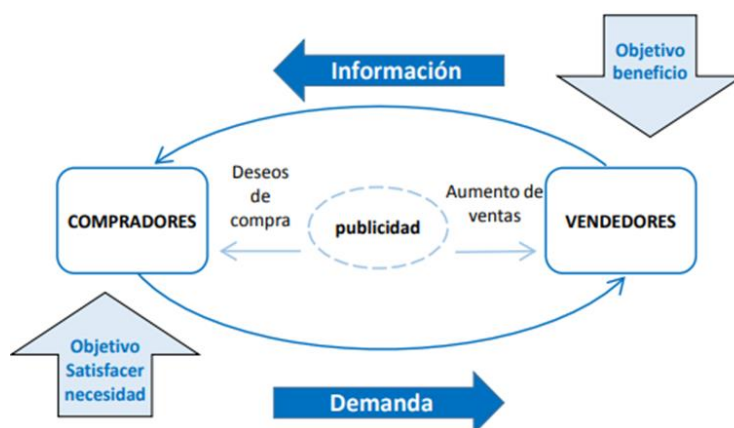 Información
Objetivo
beneficio
Deseos
de
compra
Aumento de
ventas
COMPRADORES
publicidad
VENDEDORES
Objetivo
Satisfacer
necesidad
Demanda